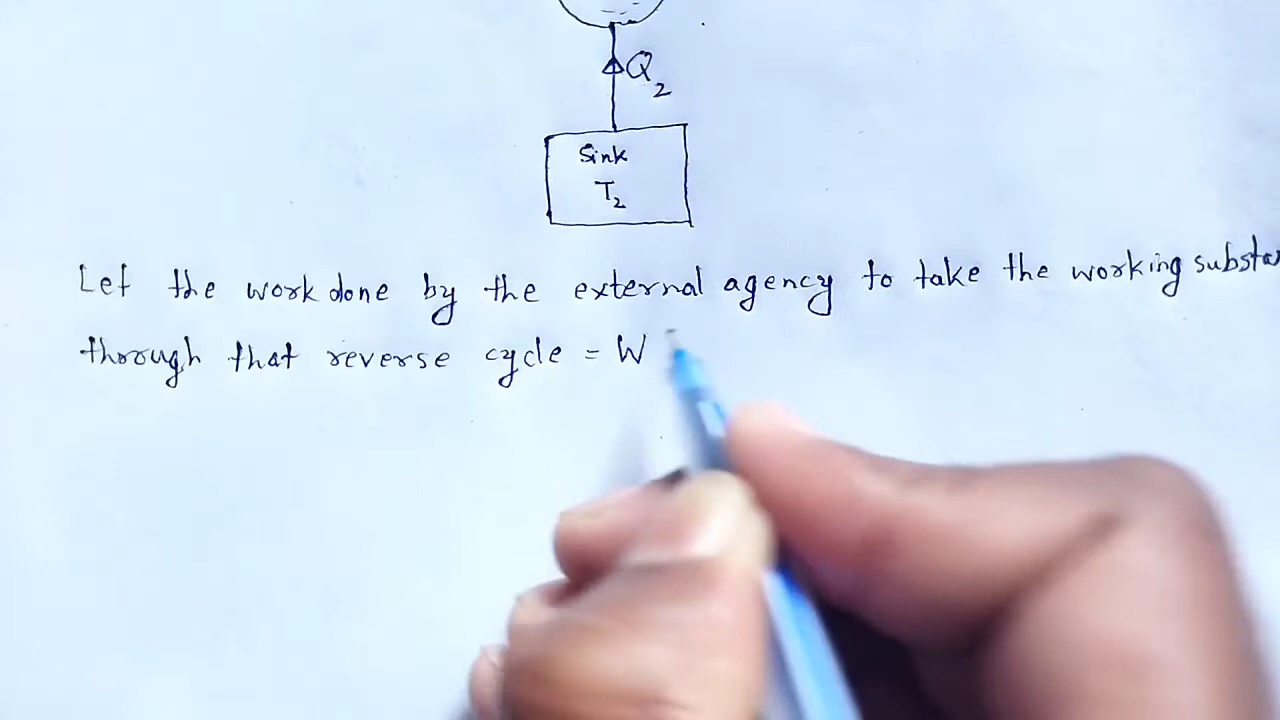 Q2
Sink
T2
Let the work done by the external agency to take the working
through that reverse cycle = W